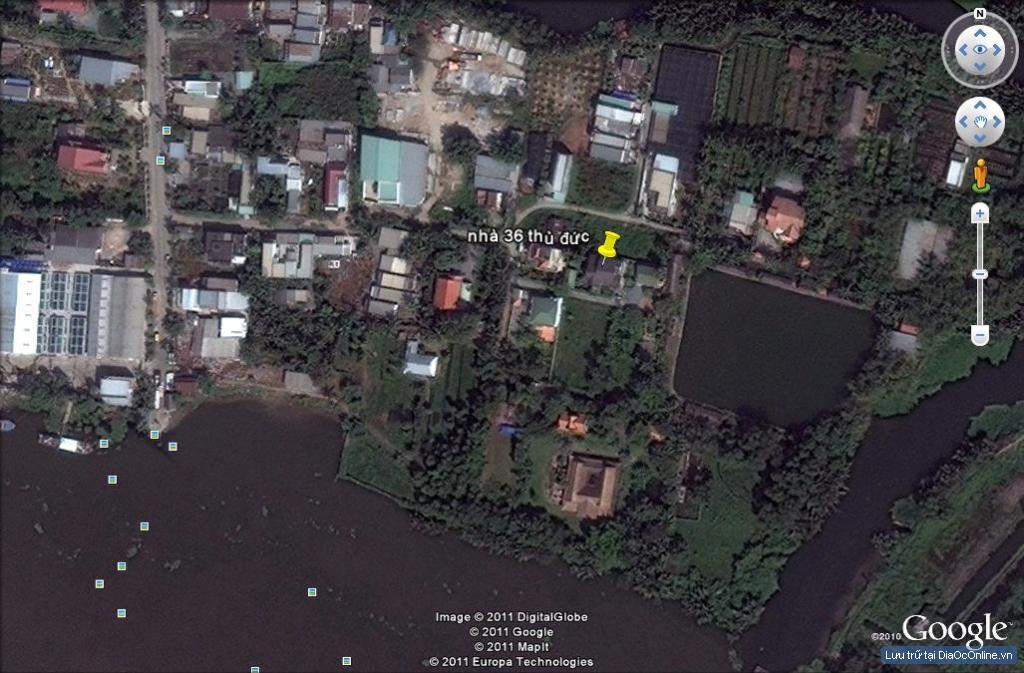 N
nhà 36 thủ đức
Image © 2011 DigitalGlobe
© 2011 Google
© 2011 MapIt
© 2011 Europa Technologies
©2010 Google™
Lưu trữ tại DiaOcOnline.vn